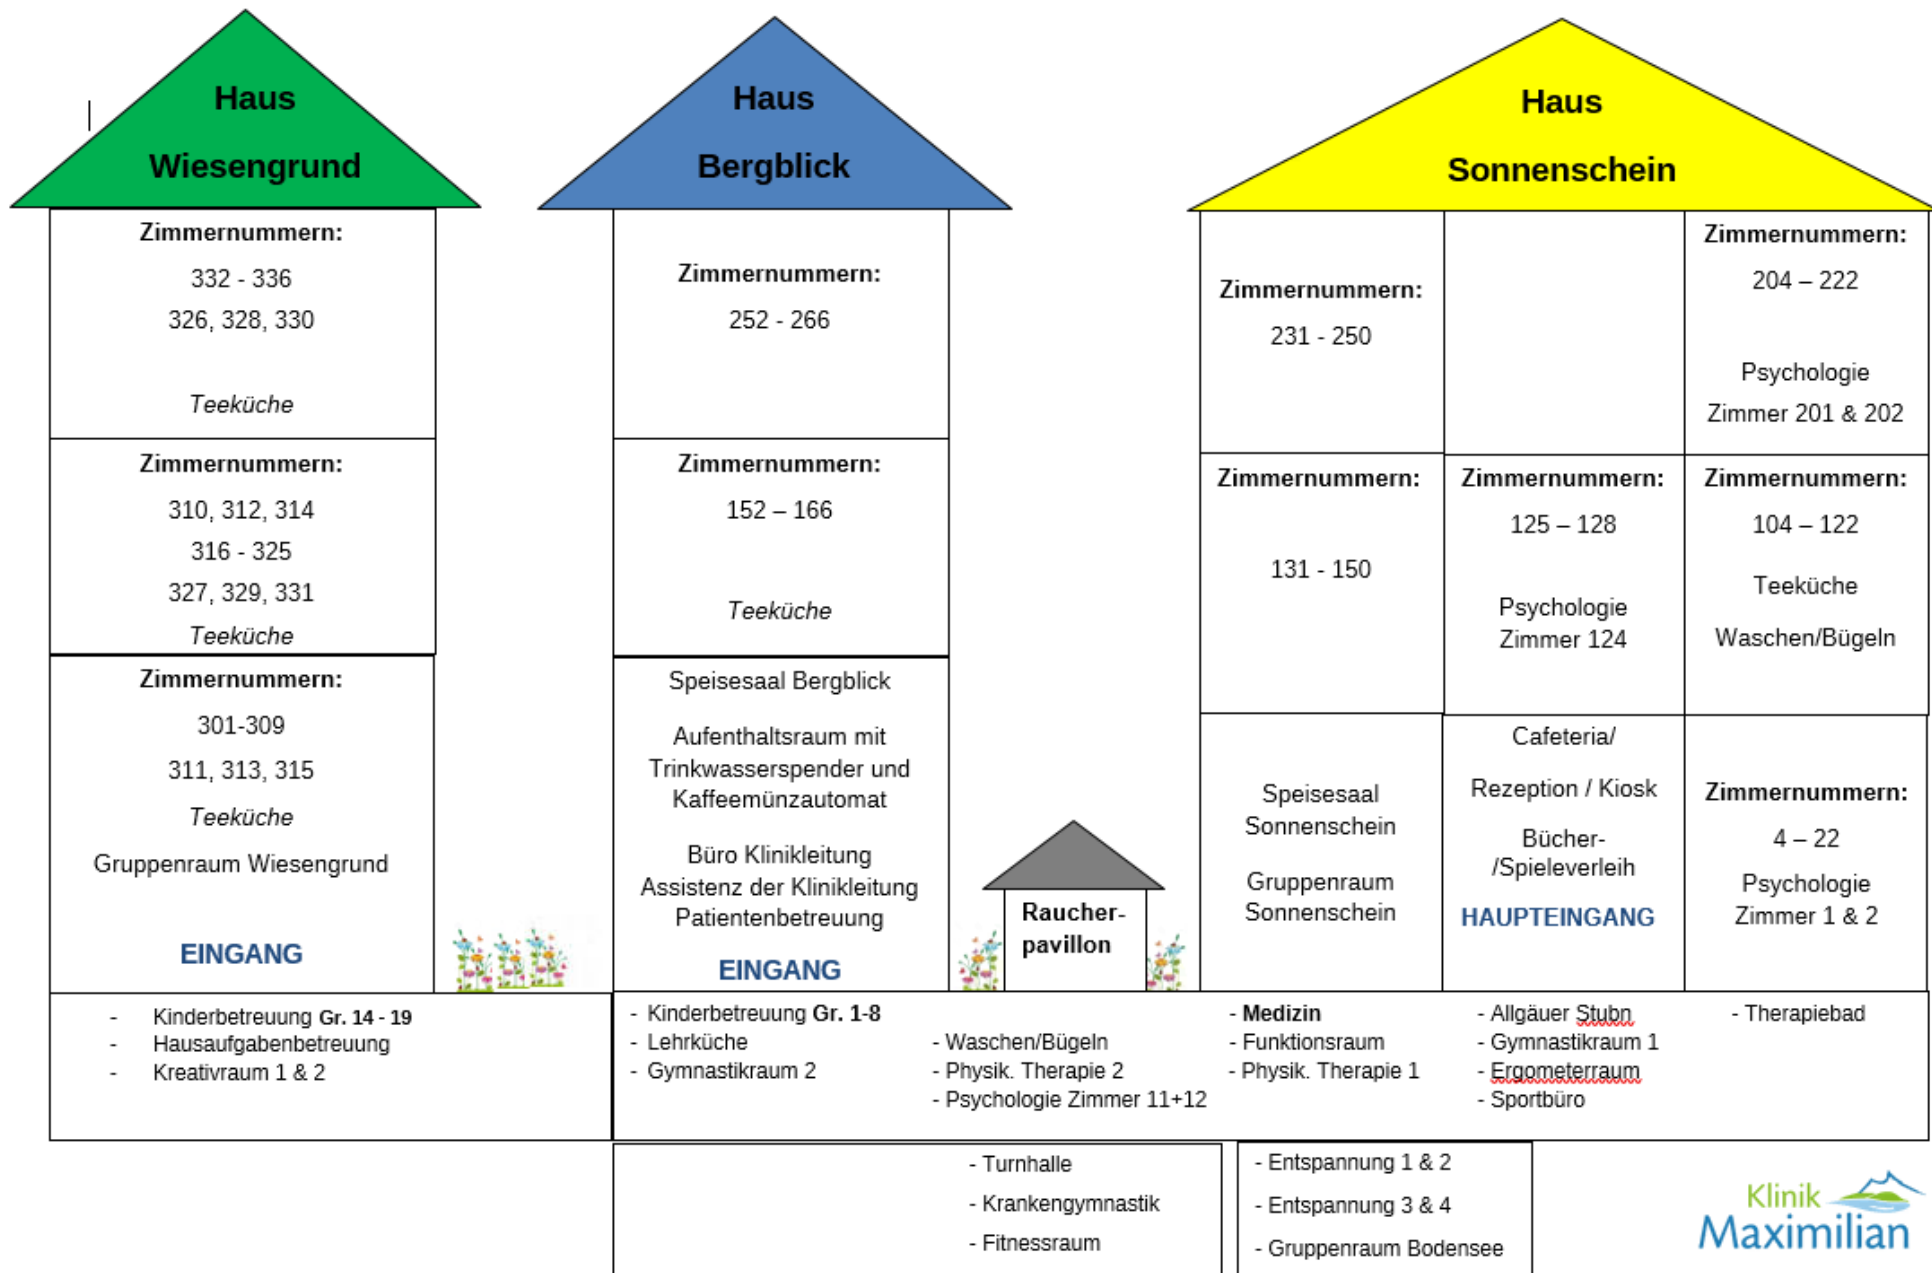 Haus
Wiesengrund
Zimmernummern:
332 - 336
326, 328, 330
Teeküche
Zimmernummern:
310, 312, 314
316 - 325
327, 329, 331
Teeküche
Zimmernummern:
301-309
311, 313, 315
Teeküche
Gruppenraum Wiesengrund
EINGANG
- Kinderbetreuung Gr. 14 - 19
- Hausaufgabenbetreuung
- Kreativraum 1 & 2
Haus
Bergblick
Zimmernummern:
252 - 266
Zimmernummern:
152 – 166
Teeküche
Speisesaal Bergblick
Aufenthaltsraum mit
Trinkwasserspender und
Kaffeemünzautomat
Büro Klinikleitung
Assistenz der Klinikleitung
Patientenbetreuung
EINGANG
Raucher-
pavillon
Haus
Sonnenschein
Zimmernummern:
231 - 250
Zimmernummern:
204 – 222
Psychologie
Zimmer 201 & 202
Zimmernummern:
131 - 150
Zimmernummern:
125 – 128
Psychologie
Zimmer 124
Zimmernummern:
104 – 122
Teeküche
Waschen/Bügeln
Speisesaal
Sonnenschein
Gruppenraum
Sonnenschein
Cafeteria/
Rezeption / Kiosk
Bücher-
/Spieleverleih
HAUPTEINGANG
Zimmernummern:
4 – 22
Psychologie
Zimmer 1 & 2
- Kinderbetreuung Gr. 1-8
- Lehrküche
- Gymnastikraum 2
- Waschen/Bügeln
- Physik. Therapie 2
- Psychologie Zimmer 11+12
- Medizin
- Funktionsraum
- Physik. Therapie 1
- Allgäuer Stubn
- Gymnastikraum 1
- Ergometerraum
- Sportbüro
- Therapiebad
- Turnhalle
- Krankengymnastik
- Fitnessraum
- Entspannung 1 & 2
- Entspannung 3 & 4
- Gruppenraum Bodensee
Klinik
Maximilian